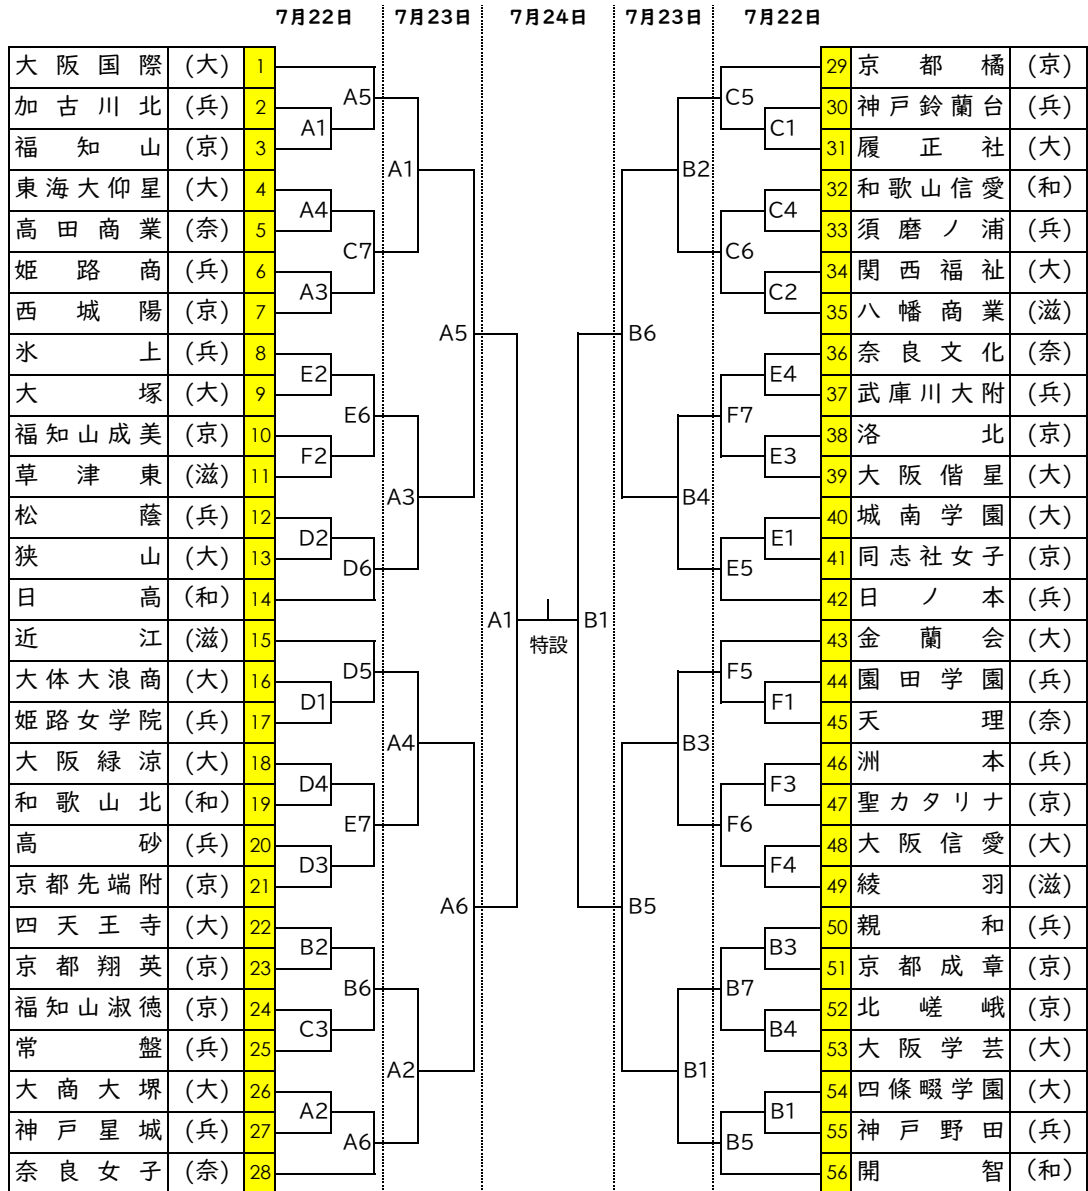 7月22日 7月23日 7月24日 7月23日 7月22日
大阪国際 (大) 1 29 京都橘 (京)
A5 C5
加古川北 (兵) 2 30 神戸鈴蘭台 (兵)
A1 C1
福知山 (京) 3 31 履正社 (大)
A1 B2
東海大仰星 (大) 4 32 和歌山信愛 (和)
A4 C4
高田商業 (奈) 5 33 須磨ノ浦 (兵)
C7 C6
姫路商 (兵) 6 34 関西福祉 (大)
A3 C2
西城陽 (京) 7 35 八幡商業 (滋)
A5 B6
氷上 (兵) 8 36 奈良文化 (奈)
E2 E4
大塚 (大) 9 37 武庫川大附 (兵)
E6 F7
福知山成美 (京) 10 38 洛北 (京)
F2 E3
草津東 (滋) 11 39 大阪偕星 (大)
A3 B4
松蔭 (兵) 12 40 城南学園 (大)
D2 E1
狭山 (大) 13 41 同志社女子 (京)
D6 E5
日高 (和) 14 42 日ノ本 (兵)
A1 B1
特設
近江 (滋) 15 43 金蘭会 (大)
D5 F5
大体大浪商 (大) 16 44 園田学園 (兵)
D1 F1
姫路女学院 (兵) 17 45 天理 (奈)
A4 B3
大阪緑涼 (大) 18 46 洲本 (兵)
D4 F3
和歌山北 (和) 19 47 聖カタリナ (京)
E7 F6
高砂 (兵) 20 48 大阪信愛 (大)
D3 F4
京都先端附 (京) 21 49 綾羽 (滋)
A6 B5
四天王寺 (大) 22 50 親和 (兵)
B2 B3
京都翔英 (京) 23 51 京都成章 (京)
B6 B7
福知山淑徳 (京) 24 52 北嵯峨 (京)
C3 B4
常盤 (兵) 25 53 大阪学芸 (大)
A2 B1
大商大堺 (大) 26 54 四條畷学園 (大)
A2 B1
神戸星城 (兵) 27 55 神戸野田 (兵)
A6 B5
奈良女子 (奈) 28 56 開智 (和)